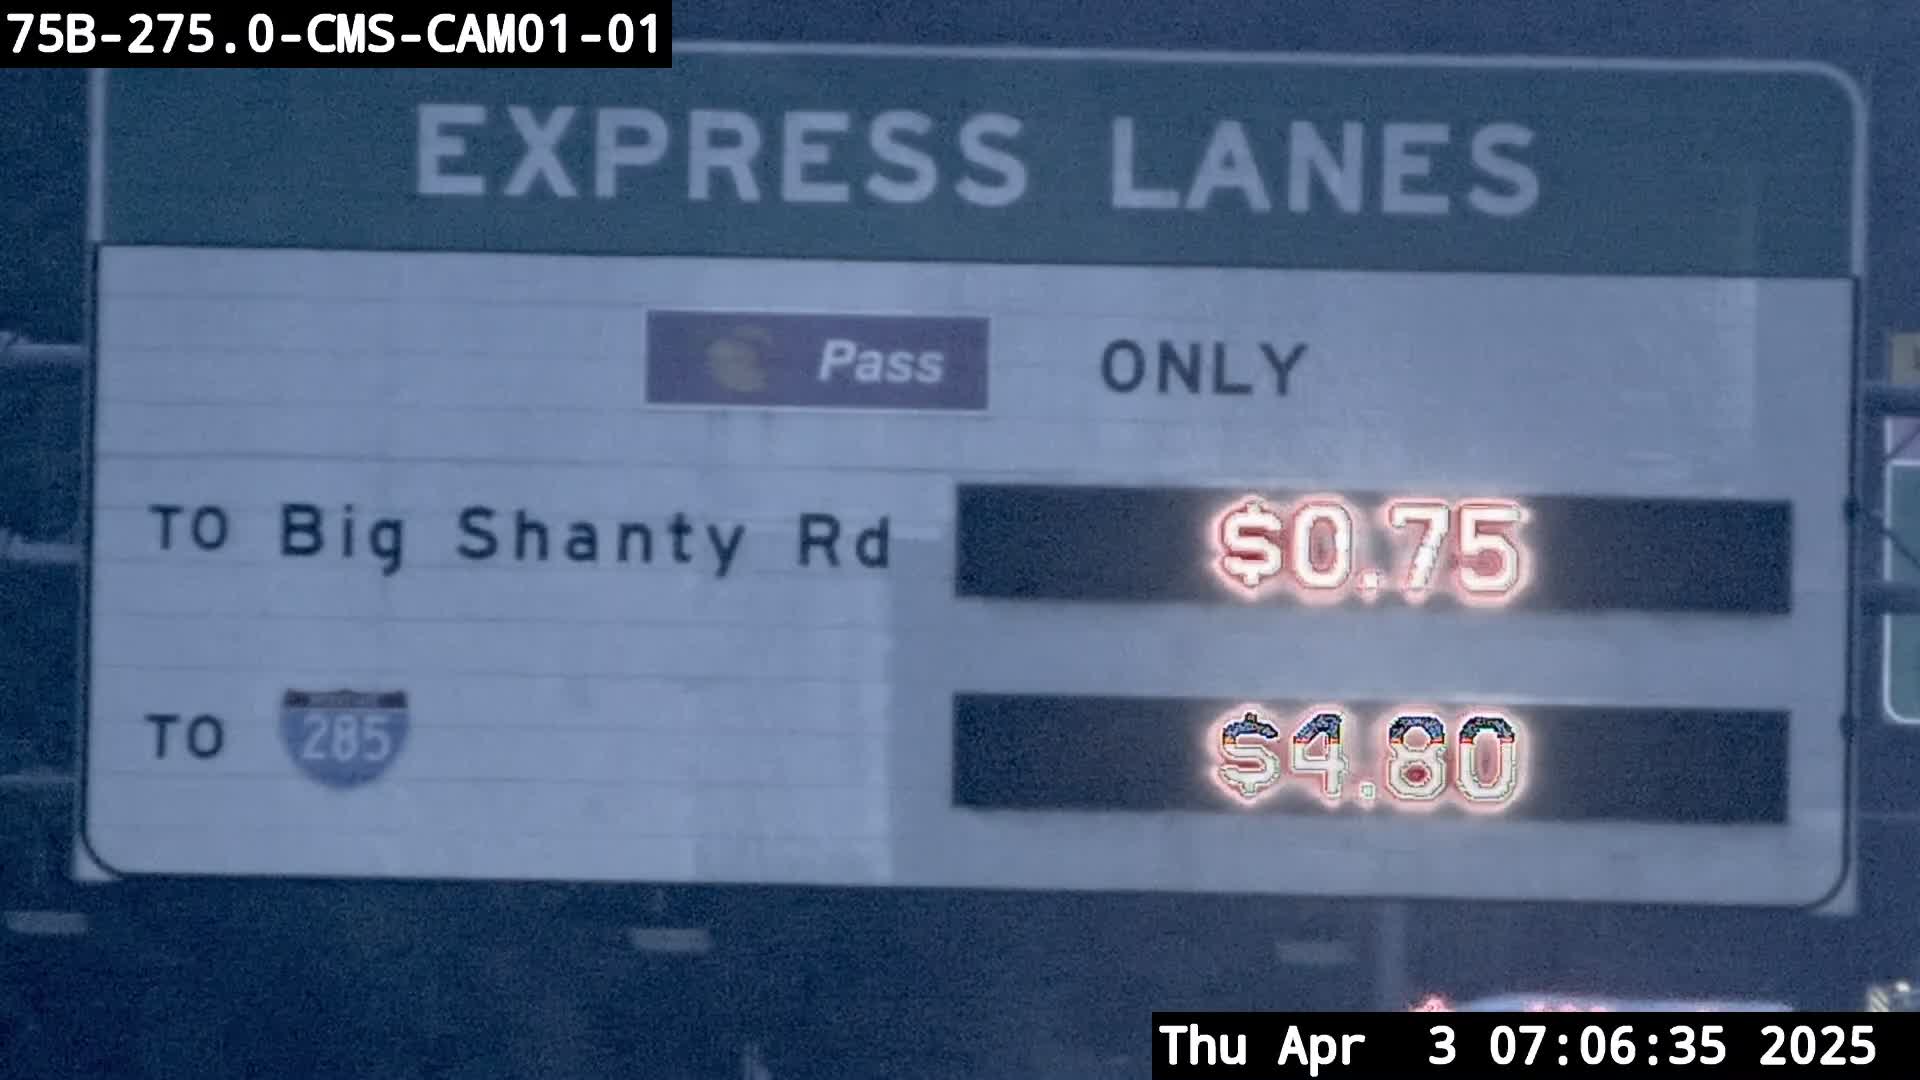 75B-275.0-CMS-CAM01-01
EXPRESS LANES
Pass ONLY
TO Big Shanty Rd $0.75
TO 285 $4.80
Thu Apr 3 07:06:35 2025